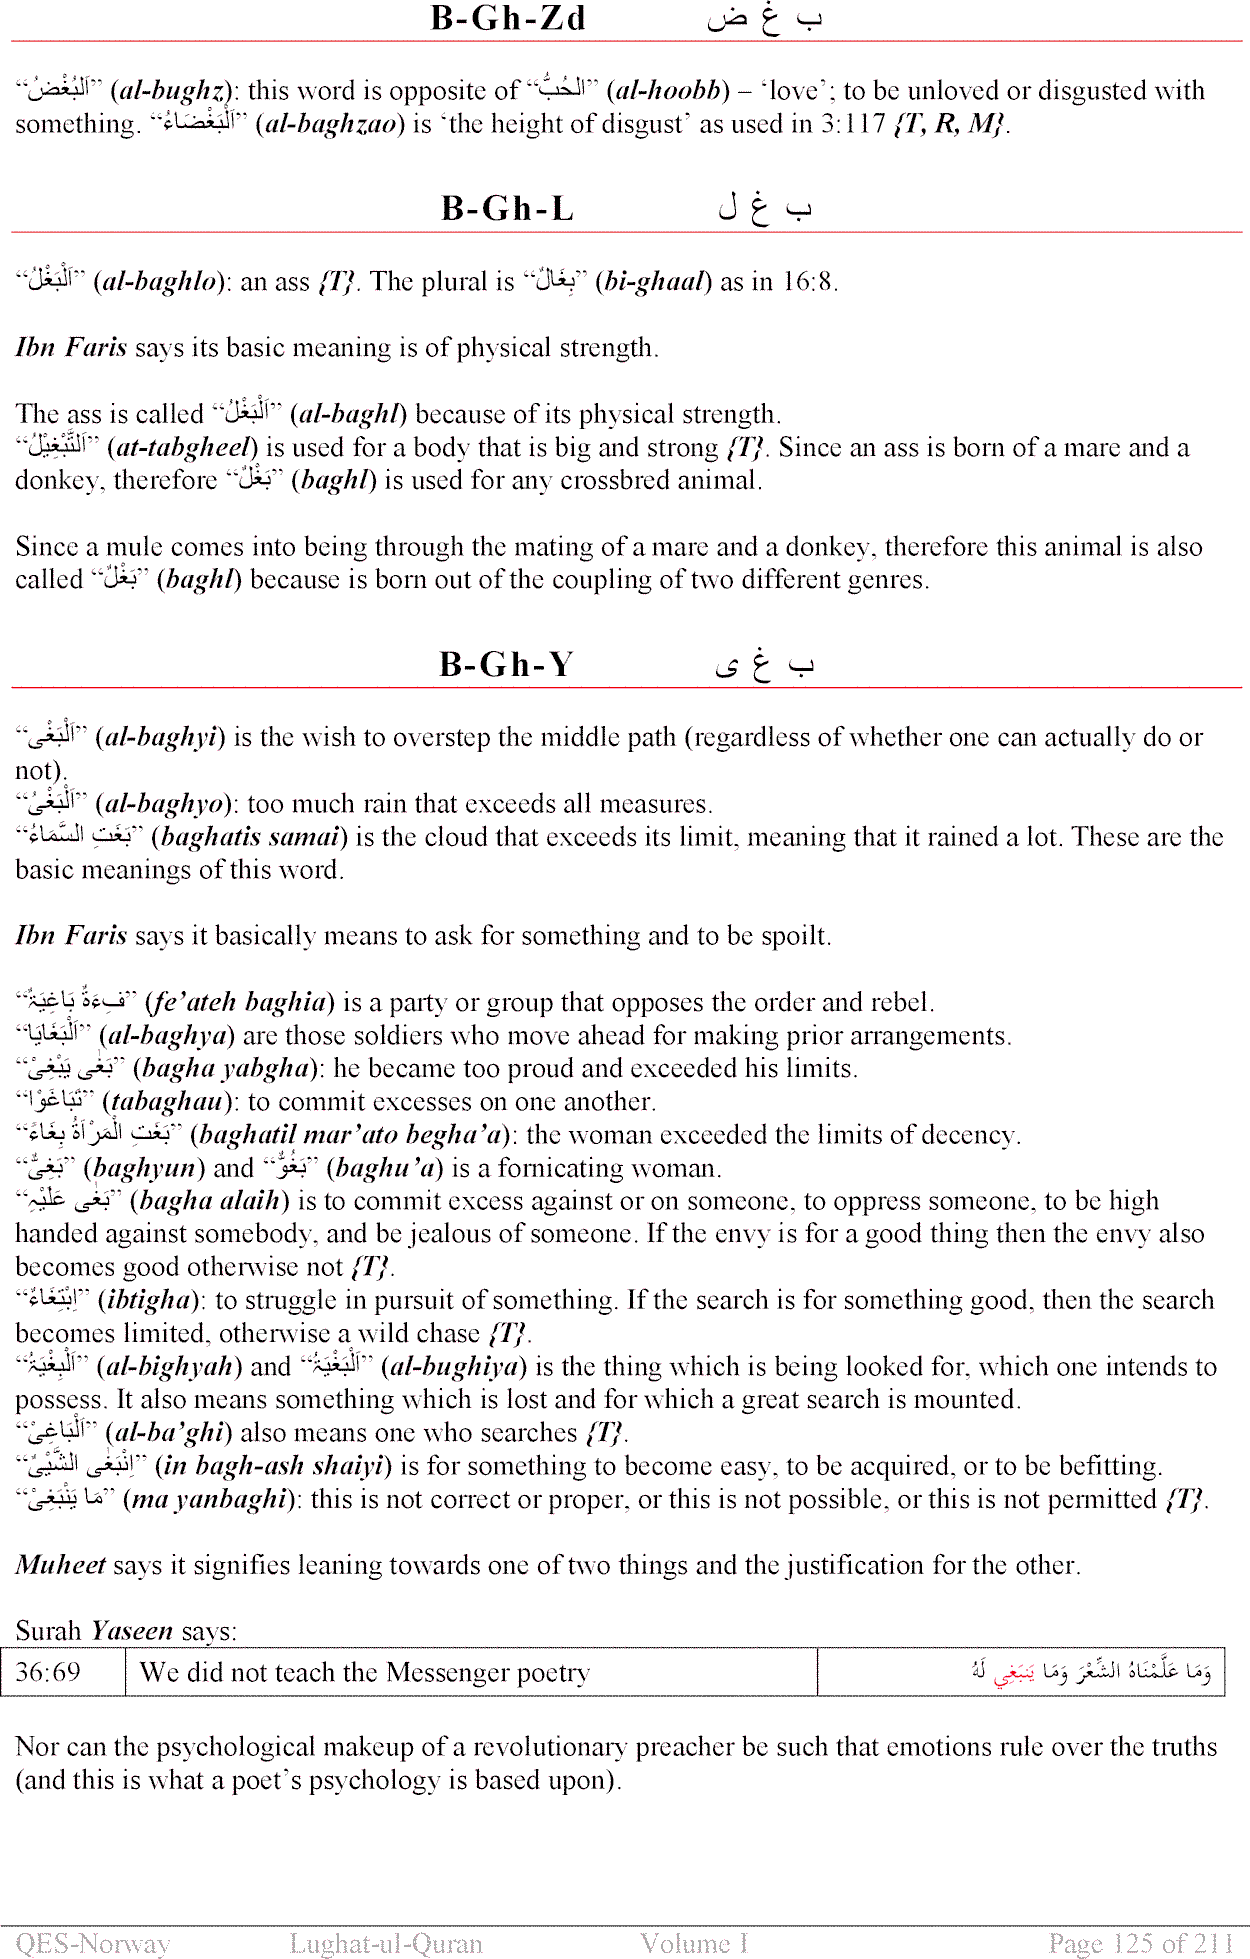 B-Gh-Zd ب غ ض
“اَلْبُغْضُ” (al-bughz): this word is opposite of “الْحُبُّ” (al-hoobb) – ‘love’; to be unloved or disgusted with
something. “اَلْبَغْضَاءُ” (al-baghzao) is ‘the height of disgust’ as used in 3:117 {T, R, M}.
B-Gh-L ب غ ل
“اَلْبَغْلُ” (al-baghlo): an ass {T}. The plural is “بِغَالٌ” (bi-ghaal) as in 16:8.
Ibn Faris says its basic meaning is of physical strength.
The ass is called “اَلْبَغْلُ” (al-baghl) because of its physical strength.
“اَلتَّبْغِيْلُ” (at-tabgheel) is used for a body that is big and strong {T}. Since an ass is born of a mare and a
donkey, therefore “بَغْلٌ” (baghl) is used for any crossbred animal.
Since a mule comes into being through the mating of a mare and a donkey, therefore this animal is also
called “بَغْلٌ” (baghl) because is born out of the coupling of two different genres.
B-Gh-Y ب غ ى
“اَلْبَغْى” (al-baghyi) is the wish to overstep the middle path (regardless of whether one can actually do or
not).
“اَلْبَغْىُ” (al-baghyo): too much rain that exceeds all measures.
“بَغَتِ السَّمَاءُ” (baghatis samai) is the cloud that exceeds its limit, meaning that it rained a lot. These are the
basic meanings of this word.
Ibn Faris says it basically means to ask for something and to be spoilt.
“فِءَةٌ بَاغِيَۃٌ” (fe’ateh baghia) is a party or group that opposes the order and rebel.
“اَلْبَغَايَا” (al-baghya) are those soldiers who move ahead for making prior arrangements.
“بَغٰى يَبْغِىْ” (bagha yabgha): he became too proud and exceeded his limits.
“تَبَاغَوْا” (tabaghau): to commit excesses on one another.
“بَغَتِ الْمَرْاَةُ بِغَاءً” (baghatil mar’ato begha’a): the woman exceeded the limits of decency.
“بَغِىٌّ” (baghyun) and “بَغُوٌّ” (baghu’a) is a fornicating woman.
“بَغٰى عَلَيْہِ” (bagha alaih) is to commit excess against or on someone, to oppress someone, to be high
handed against somebody, and be jealous of someone. If the envy is for a good thing then the envy also
becomes good otherwise not {T}.
“اِبْتِغَاءٌ” (ibtigha): to struggle in pursuit of something. If the search is for something good, then the search
becomes limited, otherwise a wild chase {T}.
“اَلْبِغْيَۃُ” (al-bighyah) and “اَلْبُغْيَۃُ” (al-bughiya) is the thing which is being looked for, which one intends to
possess. It also means something which is lost and for which a great search is mounted.
“اَلْبَاغِىْ” (al-ba’ghi) also means one who searches {T}.
“اِنْبَغٰى الشَّيْىُٔ” (in bagh-ash shaiyi) is for something to become easy, to be acquired, or to be befitting.
“مَا يَنْبَغِىْ” (ma yanbaghi): this is not correct or proper, or this is not possible, or this is not permitted {T}.
Muheet says it signifies leaning towards one of two things and the justification for the other.
Surah Yaseen says:
36:69 We did not teach the Messenger poetry وَمَا عَلَّمْنَاهُ الشِّعْرَ وَمَا يَنبَغِي لَهُ
Nor can the psychological makeup of a revolutionary preacher be such that emotions rule over the truths
(and this is what a poet’s psychology is based upon).
QES-Norway Lughat-ul-Quran Volume I Page 125 of 211